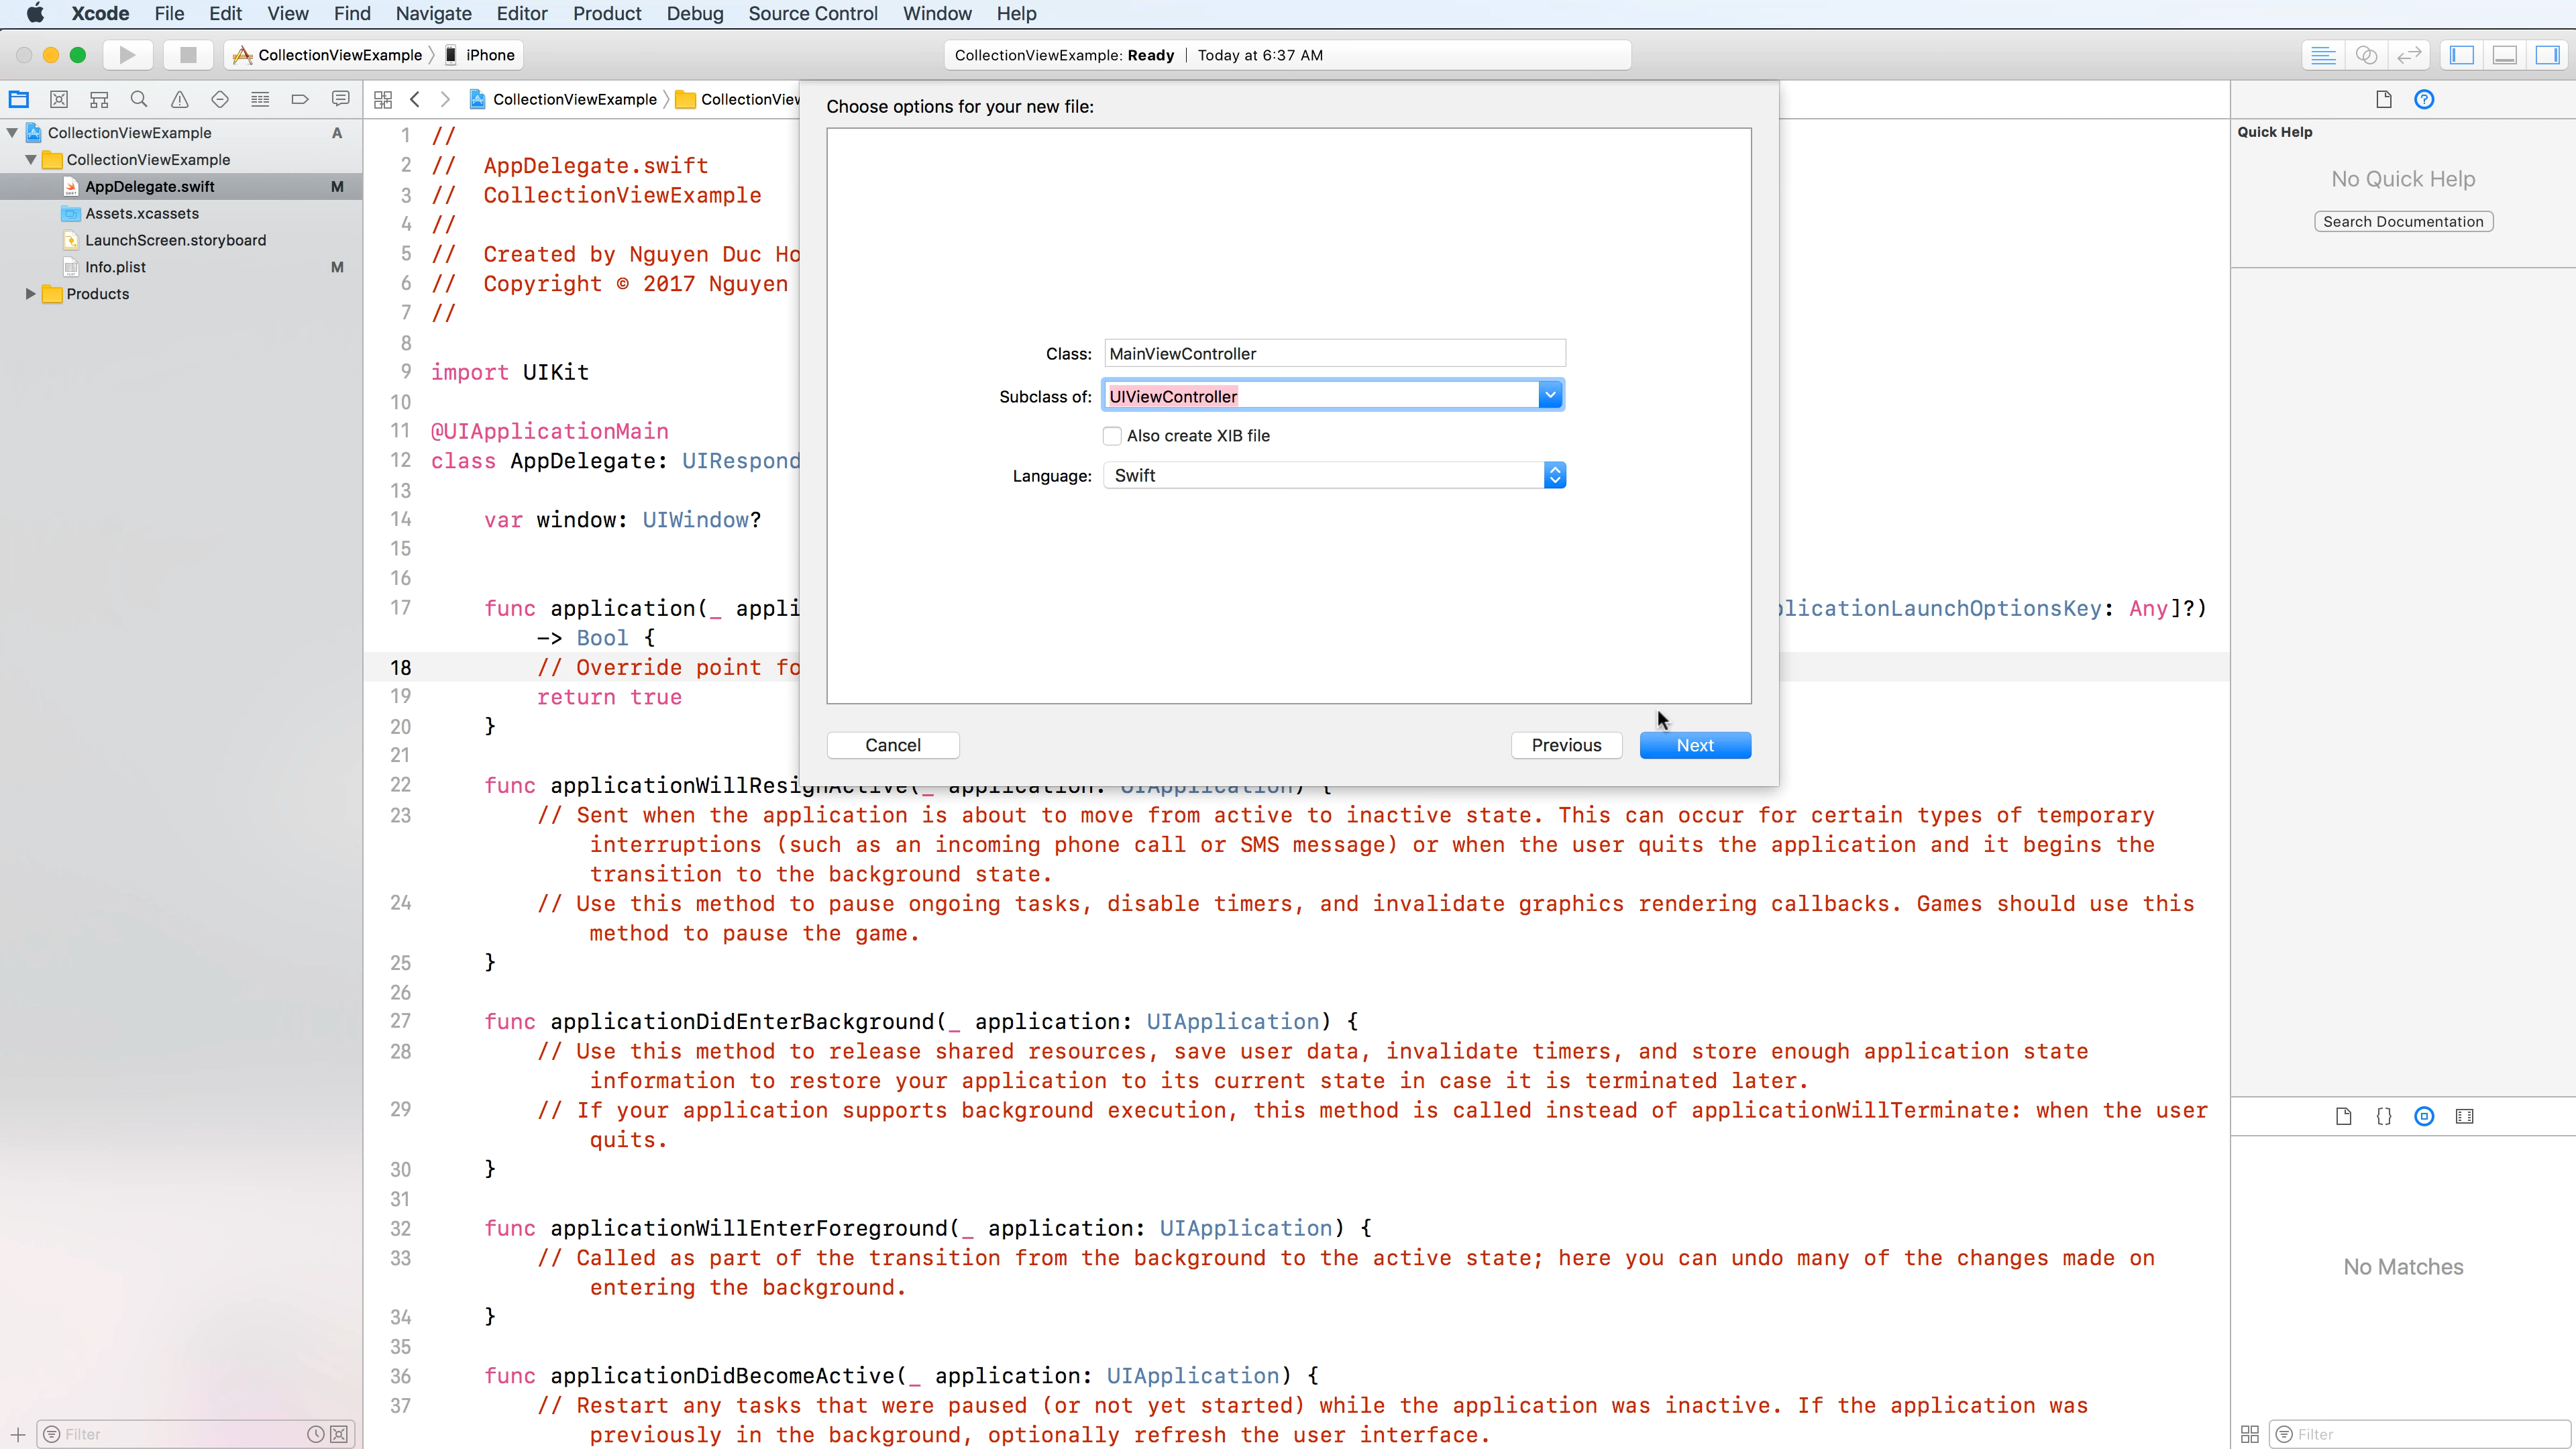 Xcode File Edit View Find Navigate Editor Product Debug Source Control Window Help
CollectionViewExample iPhone
CollectionViewExample: Ready | Today at 6:37 AM
CollectionViewExample CollectionView
Choose options for your new file:
Quick Help
No Quick Help
Search Documentation
CollectionViewExample A
CollectionViewExample
AppDelegate.swift M
Assets.xcassets
LaunchScreen.storyboard
Info.plist M
Products
Class: MainViewController
Subclass of: UIViewController
Also create XIB file
Language: Swift
Cancel Previous Next
1 //
2 // AppDelegate.swift
3 // CollectionViewExample
4 //
5 // Created by Nguyen Duc Ho
6 // Copyright © 2017 Nguyen
7 //
8
9 import UIKit
10
11 @UIApplicationMain
12 class AppDelegate: UIRespond
13
14 var window: UIWindow?
15
16
17 func application(_ appli plicationLaunchOptionsKey: Any]?)
-> Bool {
18 // Override point fo
19 return true
20 }
21
22 func applicationWillResignActive(_ application: UIApplication) {
23 // Sent when the application is about to move from active to inactive state. This can occur for certain types of temporary
interruptions (such as an incoming phone call or SMS message) or when the user quits the application and it begins the
transition to the background state.
24 // Use this method to pause ongoing tasks, disable timers, and invalidate graphics rendering callbacks. Games should use this
method to pause the game.
25 }
26
27 func applicationDidEnterBackground(_ application: UIApplication) {
28 // Use this method to release shared resources, save user data, invalidate timers, and store enough application state
information to restore your application to its current state in case it is terminated later.
29 // If your application supports background execution, this method is called instead of applicationWillTerminate: when the user
quits.
30 }
31
32 func applicationWillEnterForeground(_ application: UIApplication) {
33 // Called as part of the transition from the background to the active state; here you can undo many of the changes made on
entering the background.
34 }
35
36 func applicationDidBecomeActive(_ application: UIApplication) {
37 // Restart any tasks that were paused (or not yet started) while the application was inactive. If the application was
previously in the background, optionally refresh the user interface.
No Matches
Filter
Filter